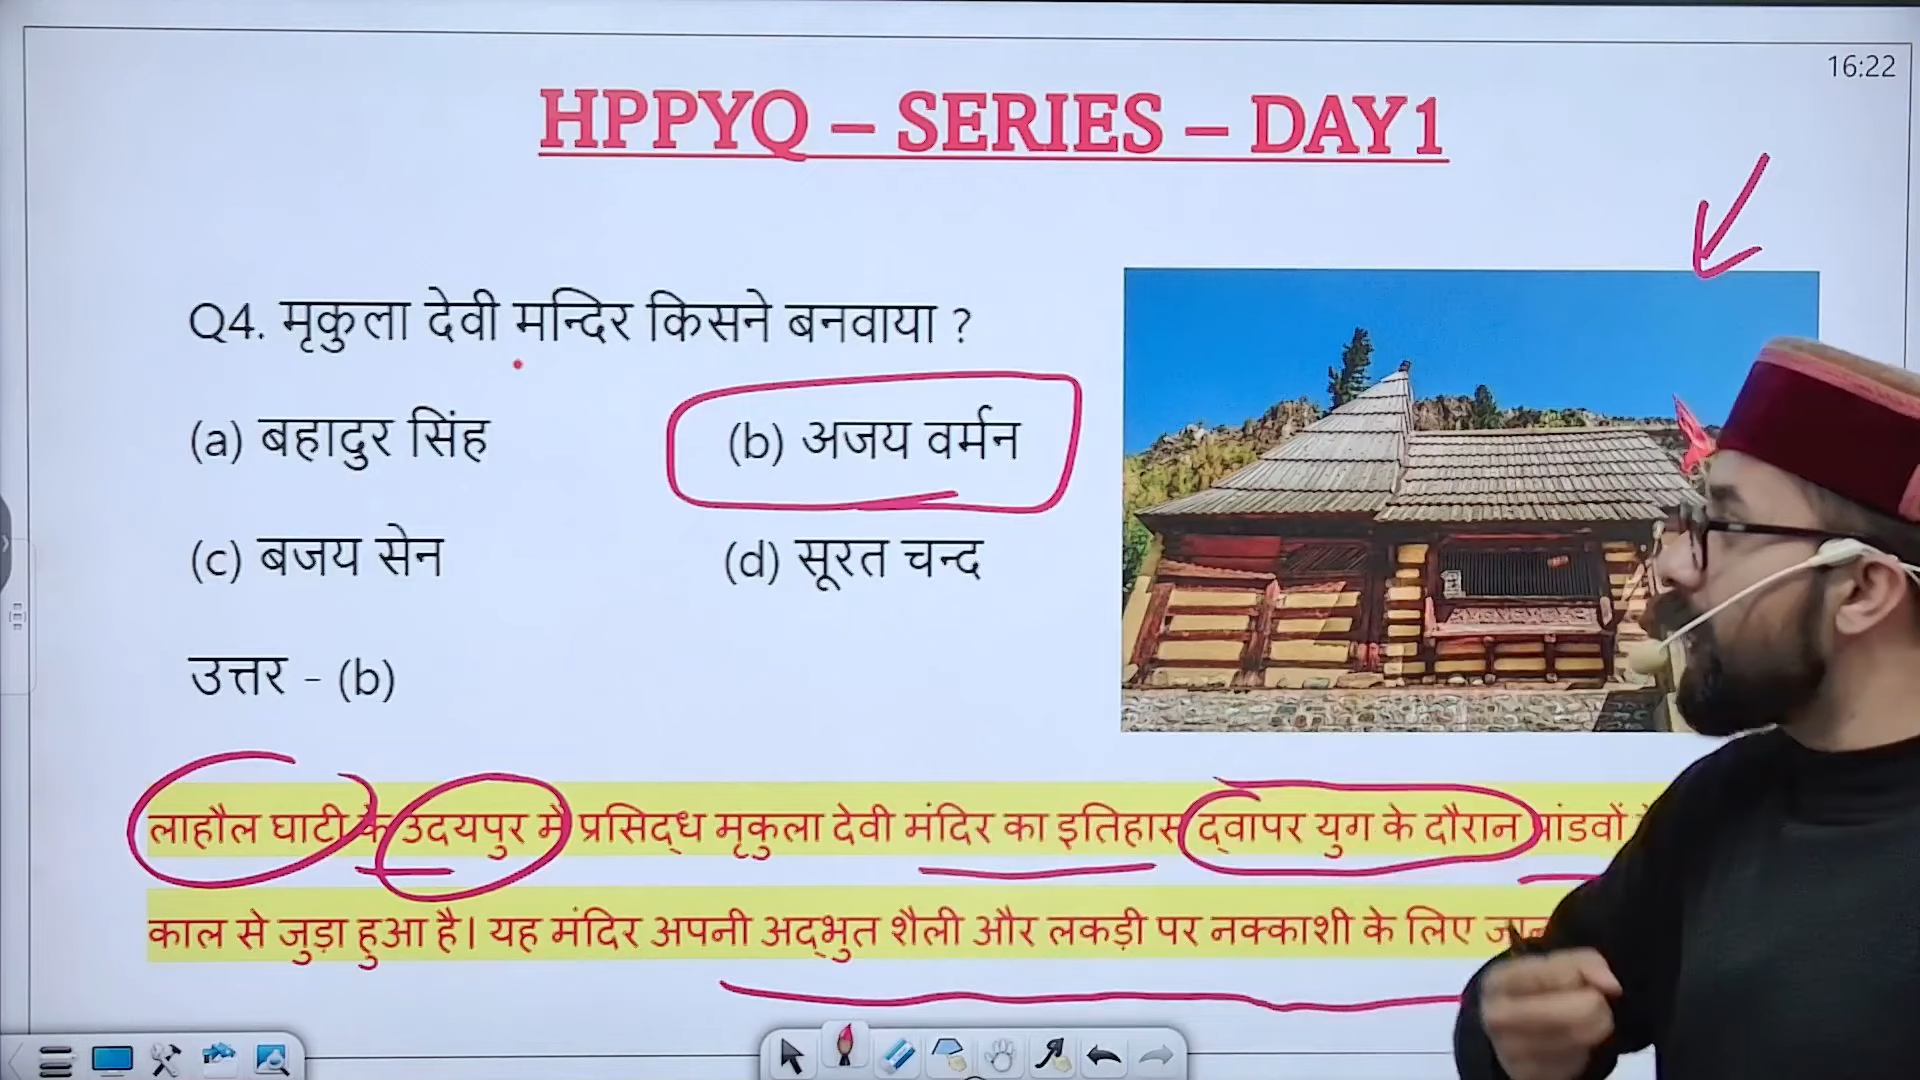 16:22
HPPYQ – SERIES – DAY1
Q4. मृकुला देवी मन्दिर किसने बनवाया ?
(a) बहादुर सिंह
(b) अजय वर्मन
(c) बजय सेन
(d) सूरत चन्द
उत्तर - (b)
लाहौल घाटी के उदयपुर में प्रसिद्ध मृकुला देवी मंदिर का इतिहास द्वापर युग के दौरान पांडवों
काल से जुड़ा हुआ है। यह मंदिर अपनी अद्भुत शैली और लकड़ी पर नक्काशी के लिए